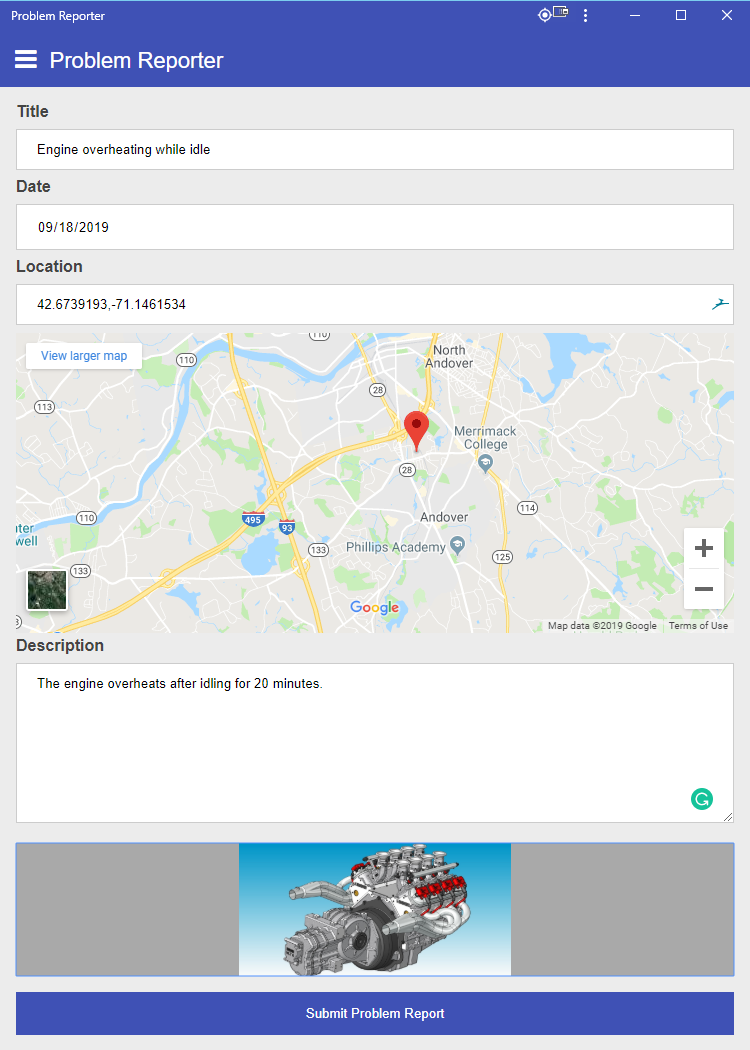 Problem Reporter
Problem Reporter
Title
Engine overheating while idle
Date
09/18/2019
Location
42.6739193,-71.1461534
View larger map
110
110
North
Andover
28
113
Merrimack
College
28
495
93
114
110
Andover
133
Phillips Academy
125
133
Google
Map data ©2019 Google
Terms of Use
Description
The engine overheats after idling for 20 minutes.
Submit Problem Report